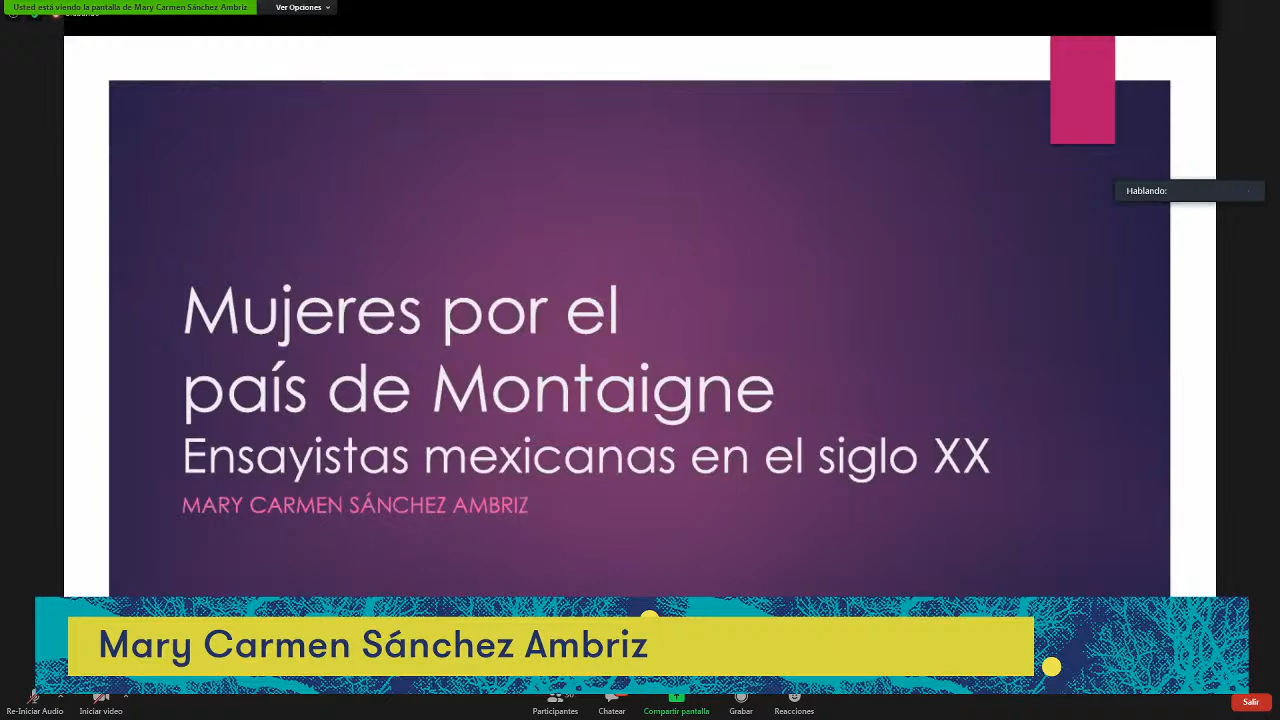 Usted está viendo la pantalla de Mary Carmen Sánchez Ambriz
Ver Opciones
Hablando:
Mujeres por el
país de Montaigne
Ensayistas mexicanas en el siglo XX
MARY CARMEN SÁNCHEZ AMBRIZ
Mary Carmen Sánchez Ambriz
Re-Iniciar Audio
Iniciar video
Participantes
Chatear
Compartir pantalla
Grabar
Reacciones
Salir